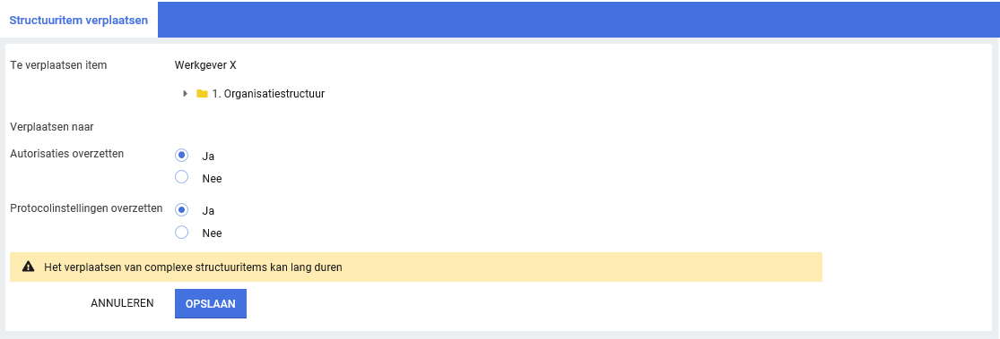 Structuuritem verplaatsen
Te verplaatsen item Werkgever X
1. Organisatiestructuur
Verplaatsen naar
Autorisaties overzetten Ja
Nee
Protocolinstellingen overzetten Ja
Nee
Het verplaatsen van complexe structuuritems kan lang duren
ANNULEREN OPSLAAN